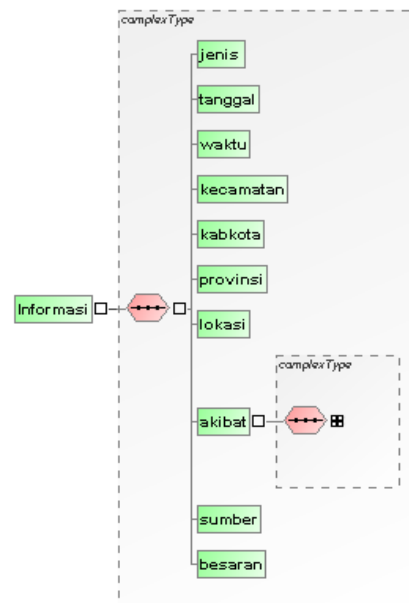 complexType
jenis
tanggal
waktu
kecamatan
kabkota
provinsi
Informasi
lokasi
complexType
akibat
sumber
besaran